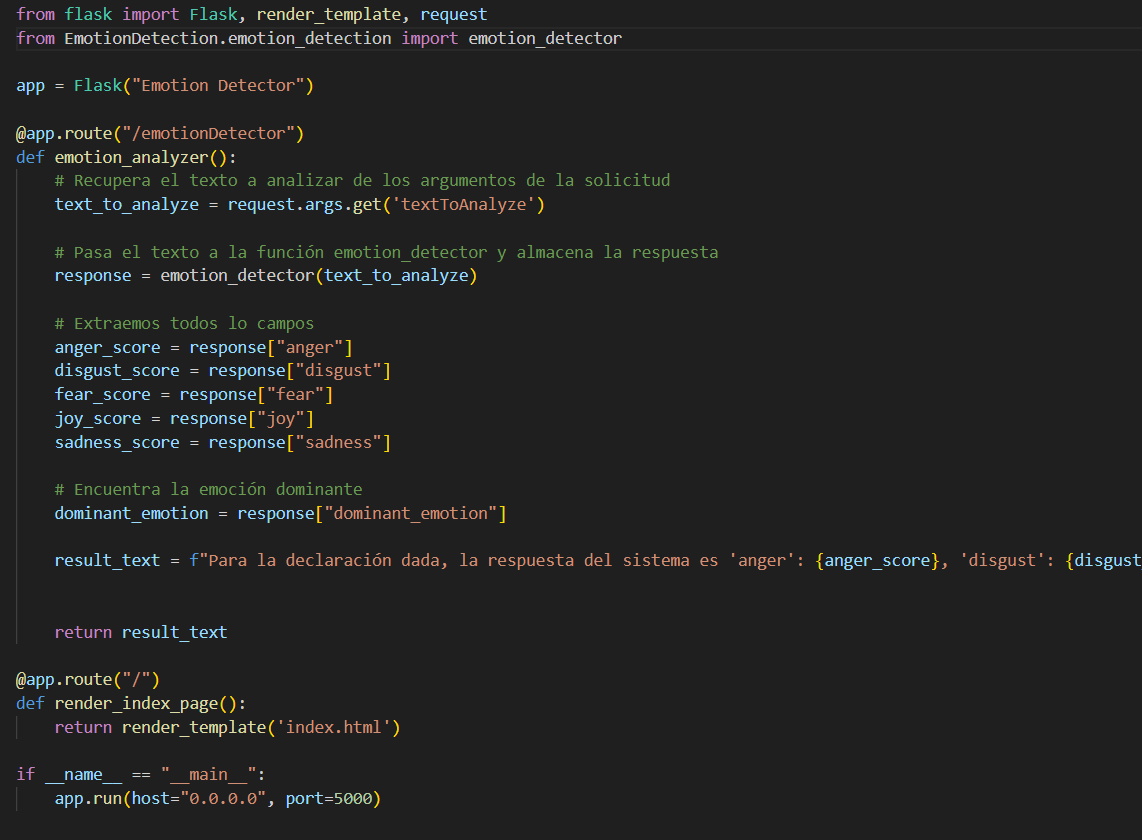 from flask import Flask, render_template, request
from EmotionDetection.emotion_detection import emotion_detector
app = Flask("Emotion Detector")
@app.route("/emotionDetector")
def emotion_analyzer():
# Recupera el texto a analizar de los argumentos de la solicitud
text_to_analyze = request.args.get('textToAnalyze')
# Pasa el texto a la función emotion_detector y almacena la respuesta
response = emotion_detector(text_to_analyze)
# Extraemos todos lo campos
anger_score = response["anger"]
disgust_score = response["disgust"]
fear_score = response["fear"]
joy_score = response["joy"]
sadness_score = response["sadness"]
# Encuentra la emoción dominante
dominant_emotion = response["dominant_emotion"]
result_text = f"Para la declaración dada, la respuesta del sistema es 'anger': {anger_score}, 'disgust': {disgust
return result_text
@app.route("/")
def render_index_page():
return render_template('index.html')
if __name__ == "__main__":
app.run(host="0.0.0.0", port=5000)